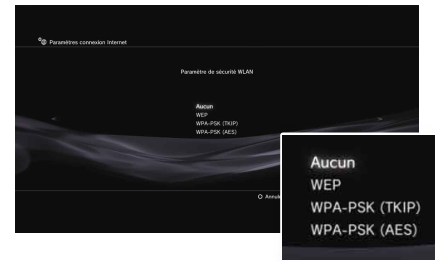 Paramètres connexion Internet
Paramètre de sécurité WLAN
Aucun
WEP
WPA-PSK (TKIP)
WPA-PSK (AES)
Aucun
WEP
WPA-PSK (TKIP)
WPA-PSK (AES)